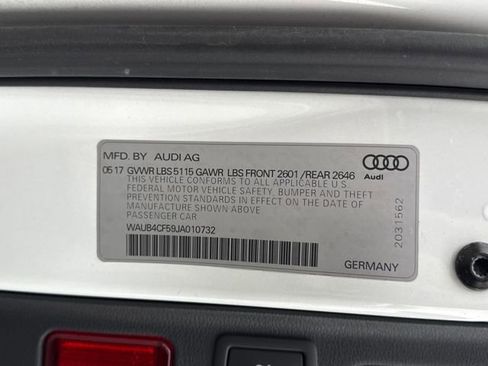 MFD. BY AUDI AG
05 17 GVWR LBS 5115 GAWR LBS FRONT 2601 / REAR 2646
THIS VEHICLE CONFORMS TO ALL APPLICABLE U.S.
FEDERAL MOTOR VEHICLE SAFETY, BUMPER AND THEFT
PREVENTION STANDARDS IN EFFECT ON THE DATE OF
MANUFACTURE SHOWN ABOVE
PASSENGER CAR
WAUB4CF59JA010732
GERMANY
Audi
2031562